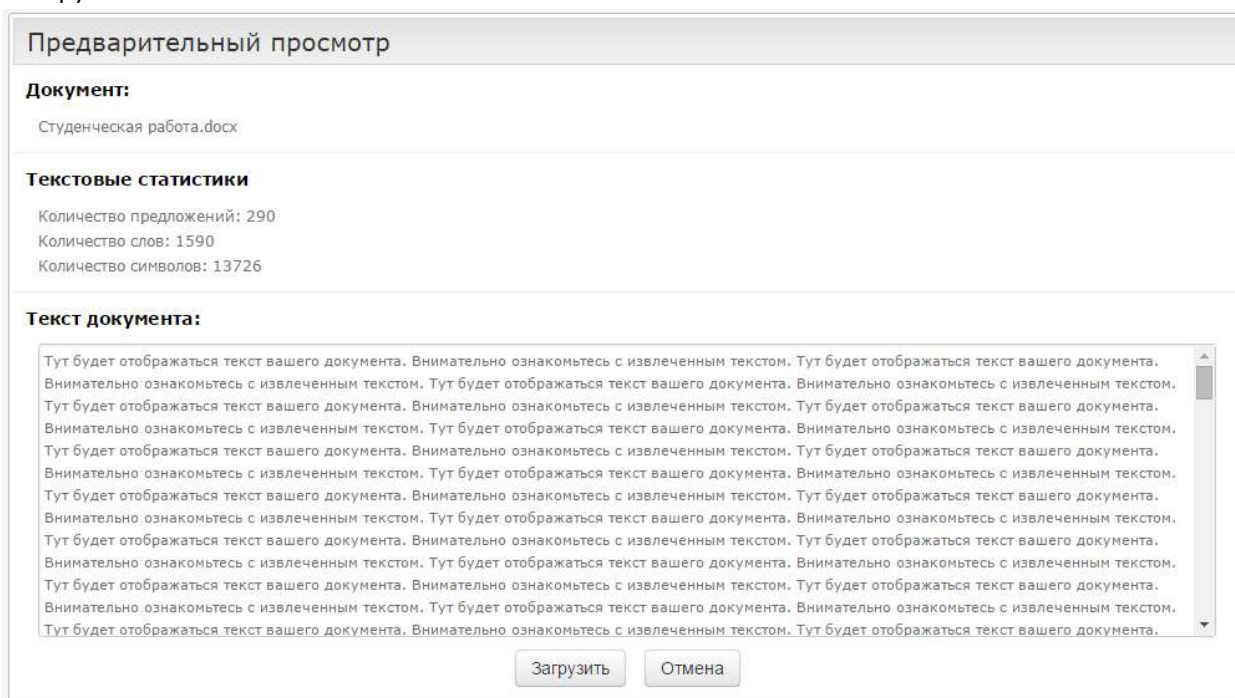 Предварительный просмотр
Документ:
Студенческая работа.docx
Текстовые статистики
Количество предложений: 290
Количество слов: 1590
Количество символов: 13726
Текст документа:
Тут будет отображаться текст вашего документа. Внимательно ознакомьтесь с извлеченным текстом. Тут будет отображаться текст вашего документа.
Внимательно ознакомьтесь с извлеченным текстом. Тут будет отображаться текст вашего документа. Внимательно ознакомьтесь с извлеченным текстом.
Тут будет отображаться текст вашего документа. Внимательно ознакомьтесь с извлеченным текстом. Тут будет отображаться текст вашего документа.
Внимательно ознакомьтесь с извлеченным текстом. Тут будет отображаться текст вашего документа. Внимательно ознакомьтесь с извлеченным текстом.
Тут будет отображаться текст вашего документа. Внимательно ознакомьтесь с извлеченным текстом. Тут будет отображаться текст вашего документа.
Внимательно ознакомьтесь с извлеченным текстом. Тут будет отображаться текст вашего документа. Внимательно ознакомьтесь с извлеченным текстом.
Тут будет отображаться текст вашего документа. Внимательно ознакомьтесь с извлеченным текстом. Тут будет отображаться текст вашего документа.
Внимательно ознакомьтесь с извлеченным текстом. Тут будет отображаться текст вашего документа. Внимательно ознакомьтесь с извлеченным текстом.
Тут будет отображаться текст вашего документа. Внимательно ознакомьтесь с извлеченным текстом. Тут будет отображаться текст вашего документа.
Внимательно ознакомьтесь с извлеченным текстом. Тут будет отображаться текст вашего документа. Внимательно ознакомьтесь с извлеченным текстом.
Тут будет отображаться текст вашего документа. Внимательно ознакомьтесь с извлеченным текстом. Тут будет отображаться текст вашего документа.
Внимательно ознакомьтесь с извлеченным текстом. Тут будет отображаться текст вашего документа. Внимательно ознакомьтесь с извлеченным текстом.
Тут будет отображаться текст вашего документа. Внимательно ознакомьтесь с извлеченным текстом. Тут будет отображаться текст вашего документа.
Загрузить Отмена